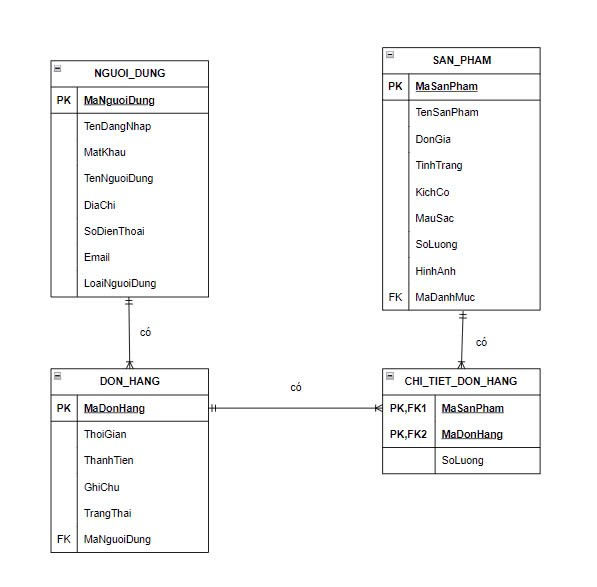 NGUOI_DUNG
PK MaNguoiDung
TenDangNhap
MatKhau
TenNguoiDung
DiaChi
SoDienThoai
Email
LoaiNguoiDung
SAN_PHAM
PK MaSanPham
TenSanPham
DonGia
TinhTrang
KichCo
MauSac
SoLuong
HinhAnh
FK MaDanhMuc
có
có
DON_HANG
PK MaDonHang
ThoiGian
ThanhTien
GhiChu
TrangThai
FK MaNguoiDung
có
CHI_TIET_DON_HANG
PK,FK1 MaSanPham
PK,FK2 MaDonHang
SoLuong